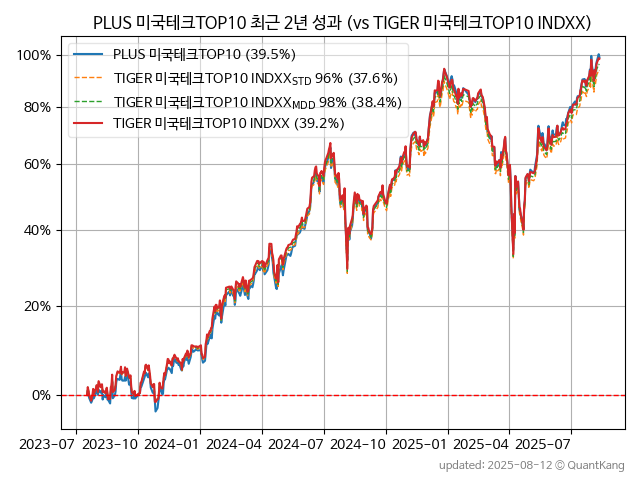 PLUS 미국테크TOP10 최근 2년 성과 (vs TIGER 미국테크TOP10 INDXX)
PLUS 미국테크TOP10 (39.5%)
TIGER 미국테크TOP10 INDXX_STD 96% (37.6%)
TIGER 미국테크TOP10 INDXX_MDD 98% (38.4%)
TIGER 미국테크TOP10 INDXX (39.2%)
100%
80%
60%
40%
20%
0%
2023-07 2023-10 2024-01 2024-04 2024-07 2024-10 2025-01 2025-04 2025-07
updated: 2025-08-12 © QuantKang